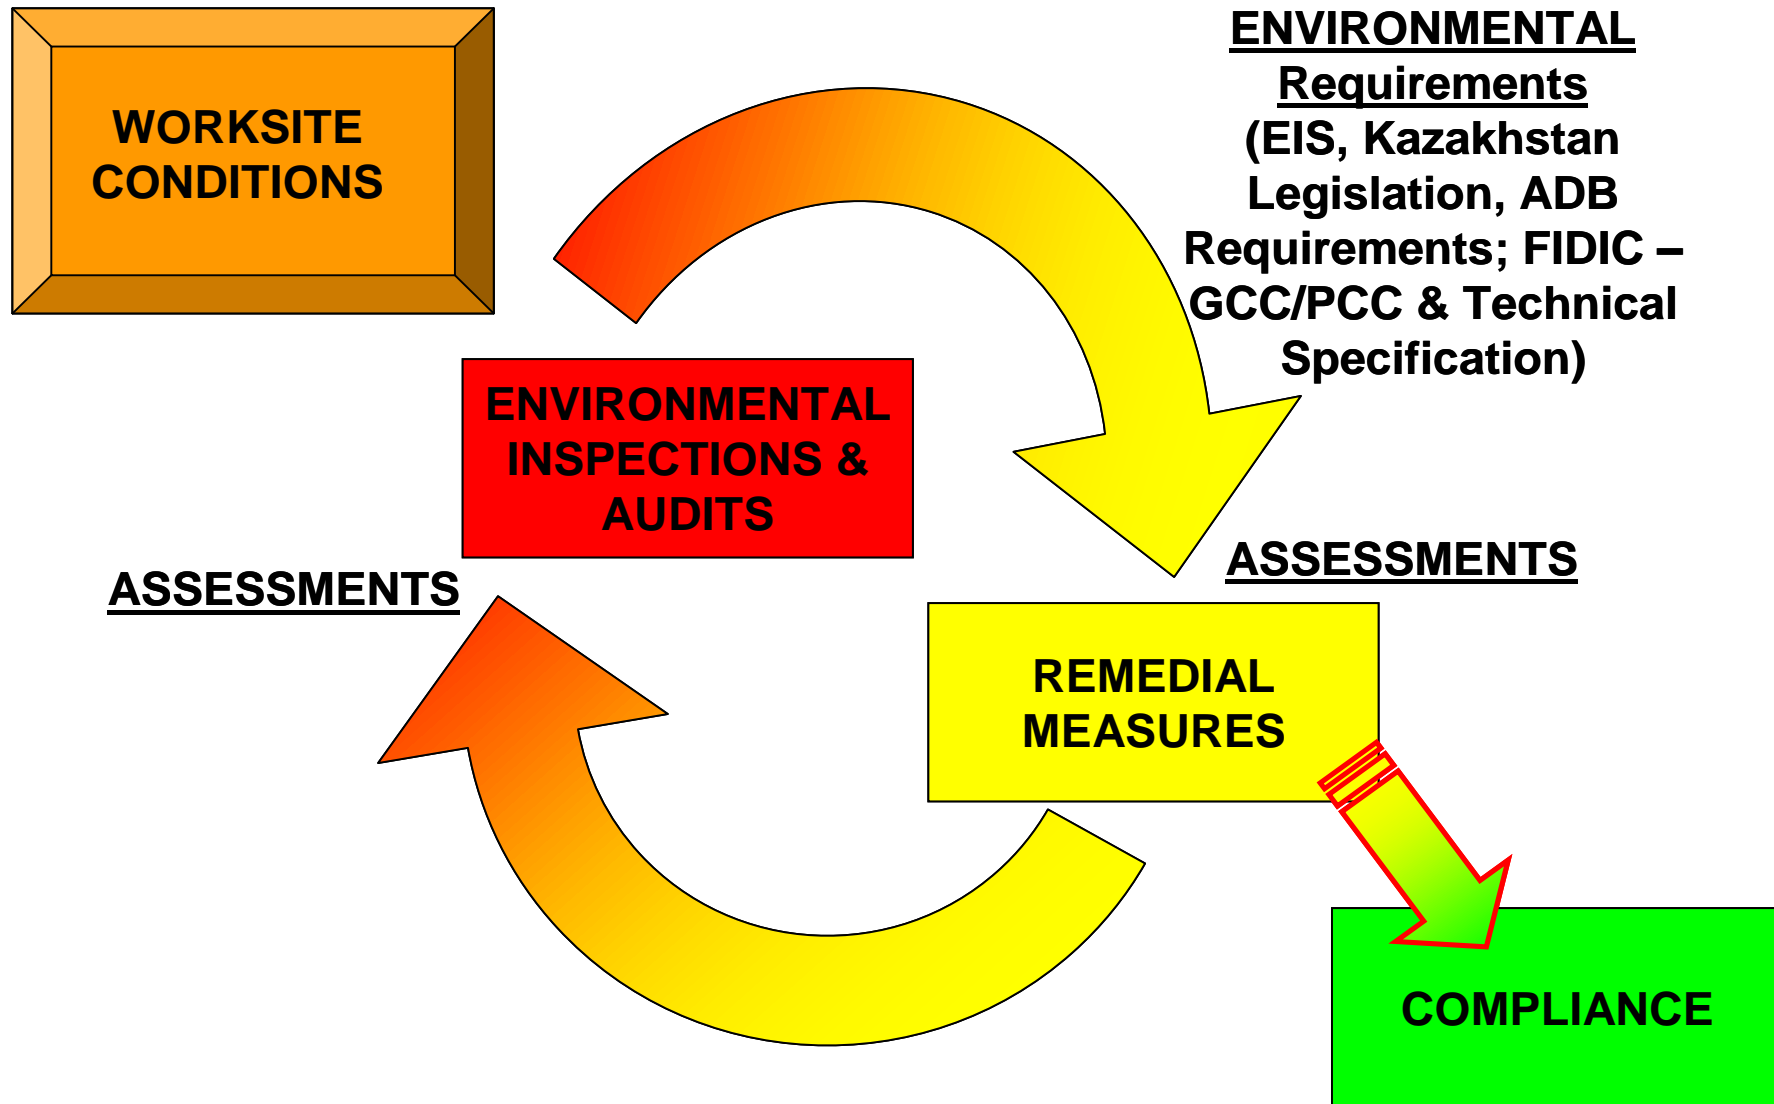 WORKSITE
CONDITIONS
ENVIRONMENTAL
Requirements
(EIS, Kazakhstan
Legislation, ADB
Requirements; FIDIC –
GCC/PCC & Technical
Specification)
ENVIRONMENTAL
INSPECTIONS &
AUDITS
ASSESSMENTS
ASSESSMENTS
REMEDIAL
MEASURES
COMPLIANCE